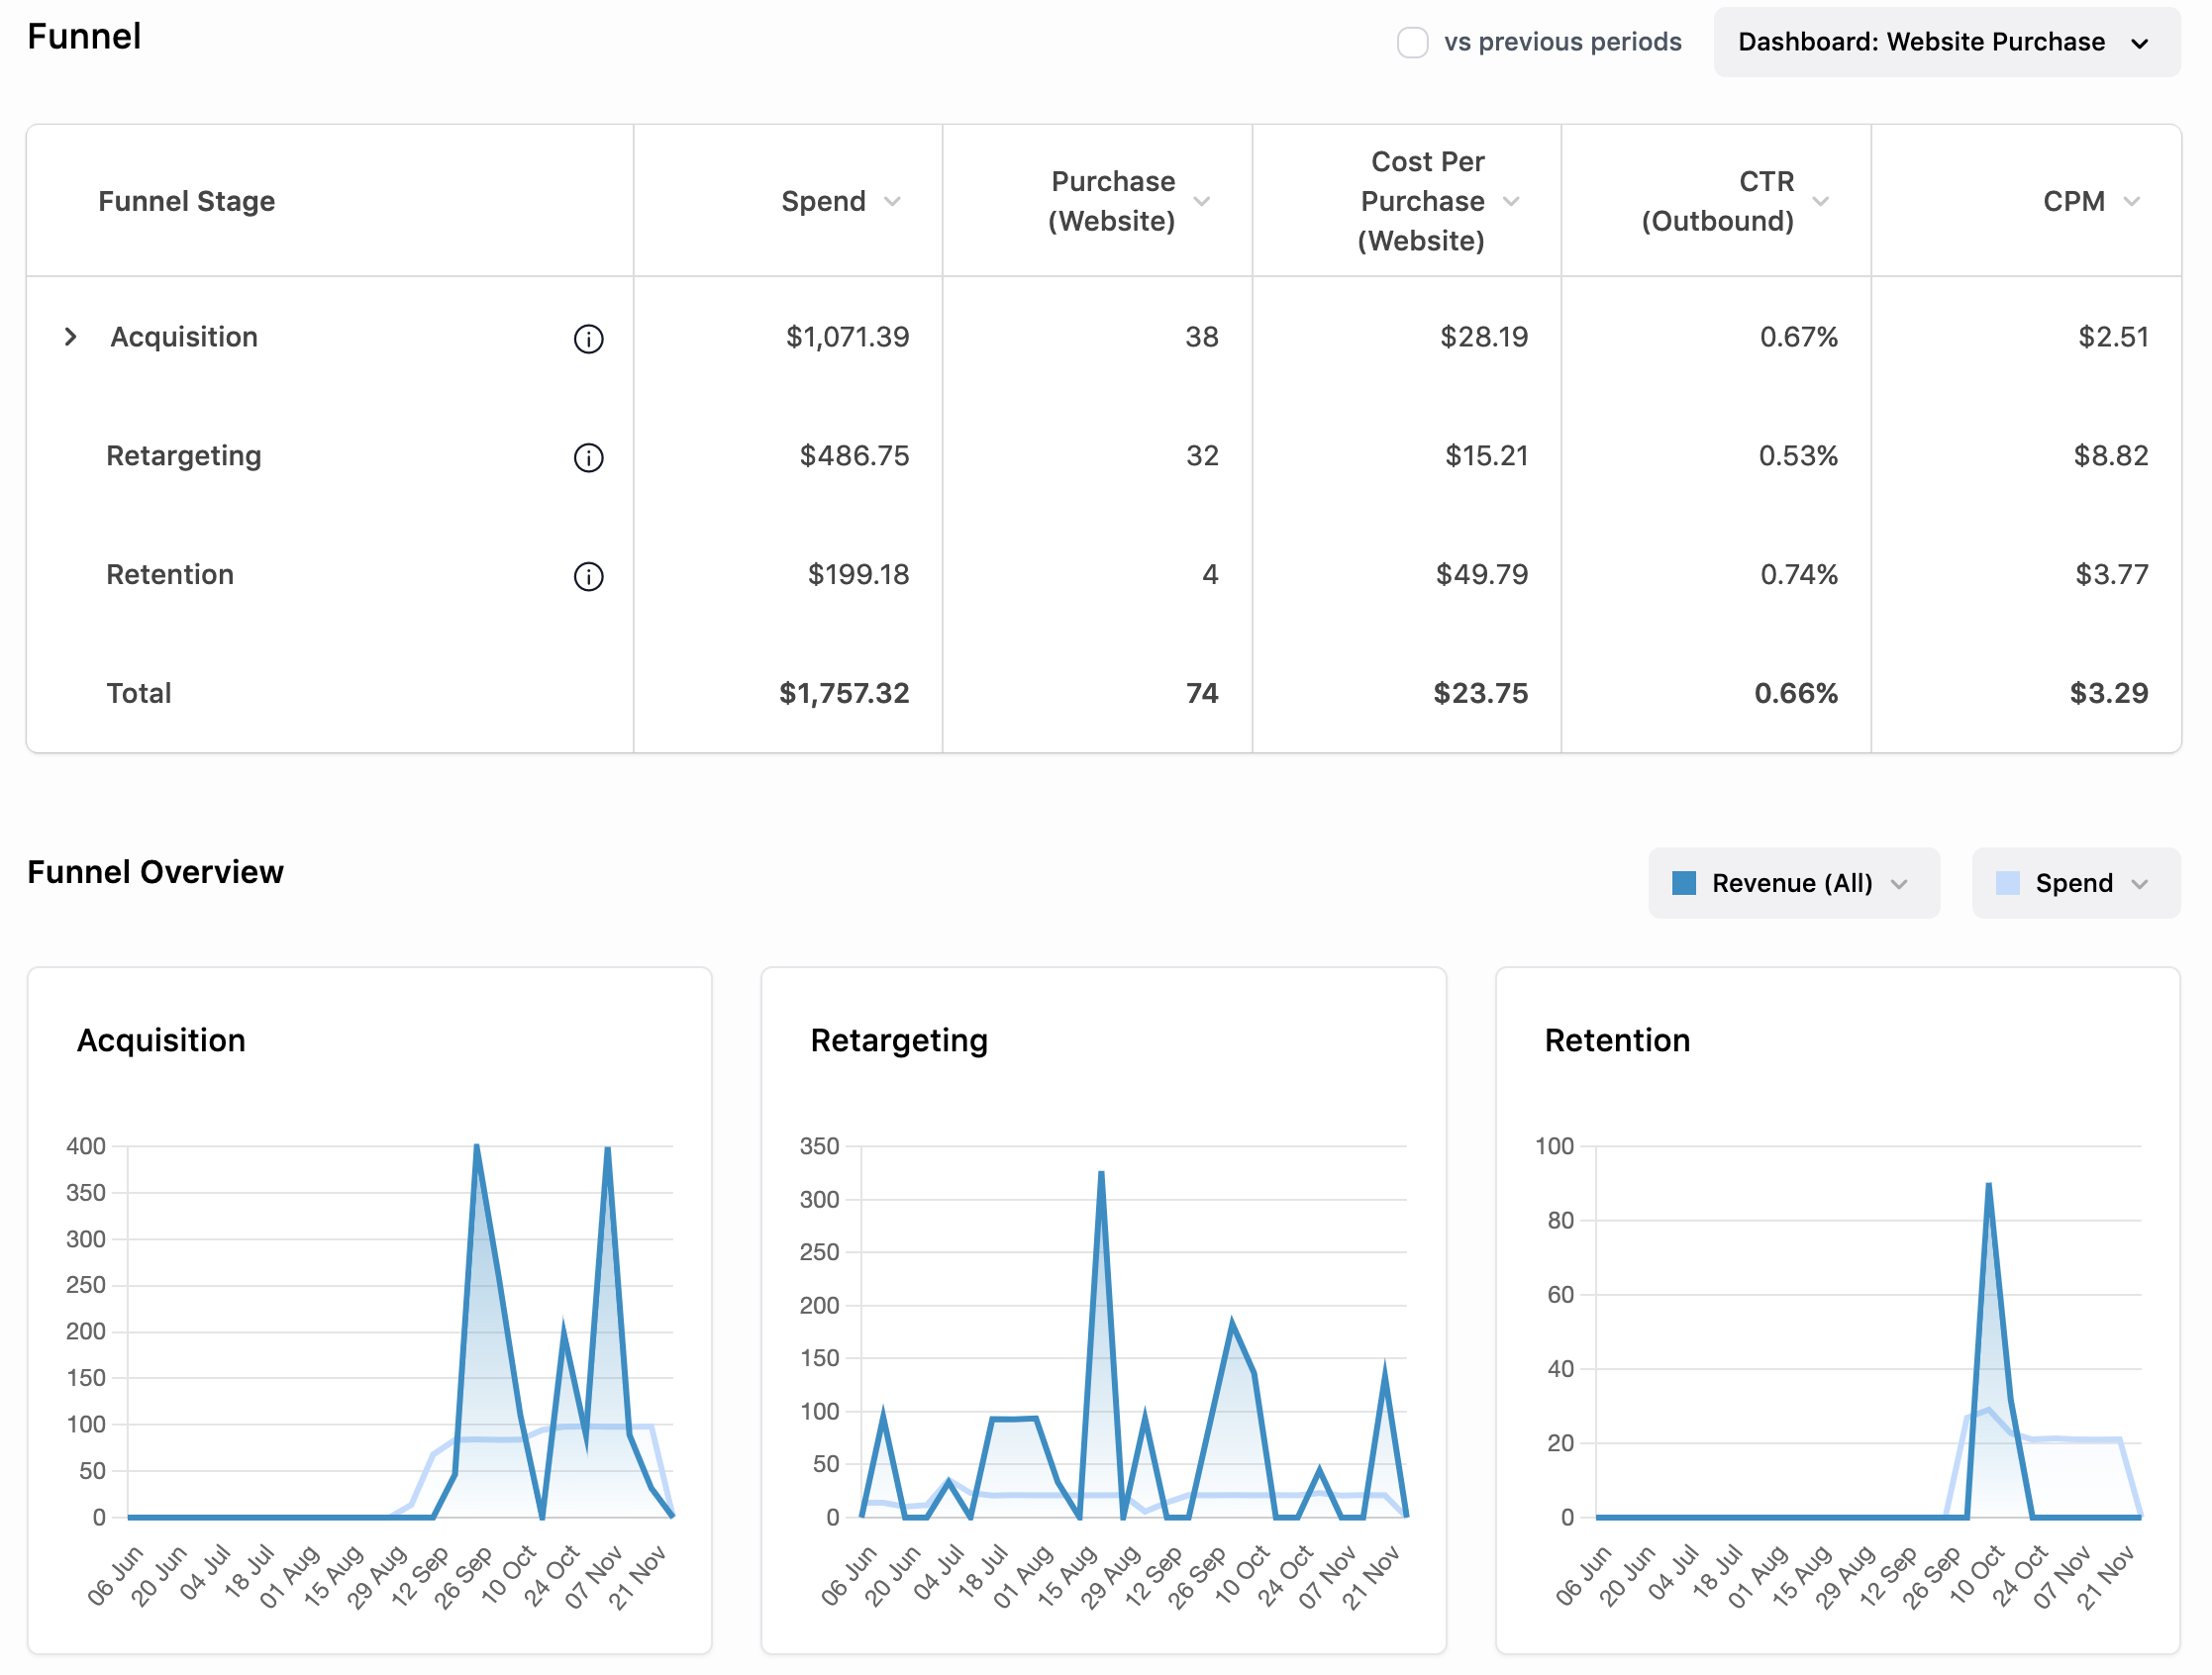 Funnel
vs previous periods
Dashboard: Website Purchase
Funnel Stage
Spend
Purchase
(Website)
Cost Per
Purchase
(Website)
CTR
(Outbound)
CPM
Acquisition $1,071.39 38 $28.19 0.67% $2.51
Retargeting $486.75 32 $15.21 0.53% $8.82
Retention $199.18 4 $49.79 0.74% $3.77
Total $1,757.32 74 $23.75 0.66% $3.29
Funnel Overview
Revenue (All)
Spend
Acquisition
400
350
300
250
200
150
100
50
0
06 Jun 20 Jun 04 Jul 18 Jul 01 Aug 15 Aug 29 Aug 12 Sep 26 Sep 10 Oct 24 Oct 07 Nov 21 Nov
Retargeting
350
300
250
200
150
100
50
0
06 Jun 20 Jun 04 Jul 18 Jul 01 Aug 15 Aug 29 Aug 12 Sep 26 Sep 10 Oct 24 Oct 07 Nov 21 Nov
Retention
100
80
60
40
20
0
06 Jun 20 Jun 04 Jul 18 Jul 01 Aug 15 Aug 29 Aug 12 Sep 26 Sep 10 Oct 24 Oct 07 Nov 21 Nov